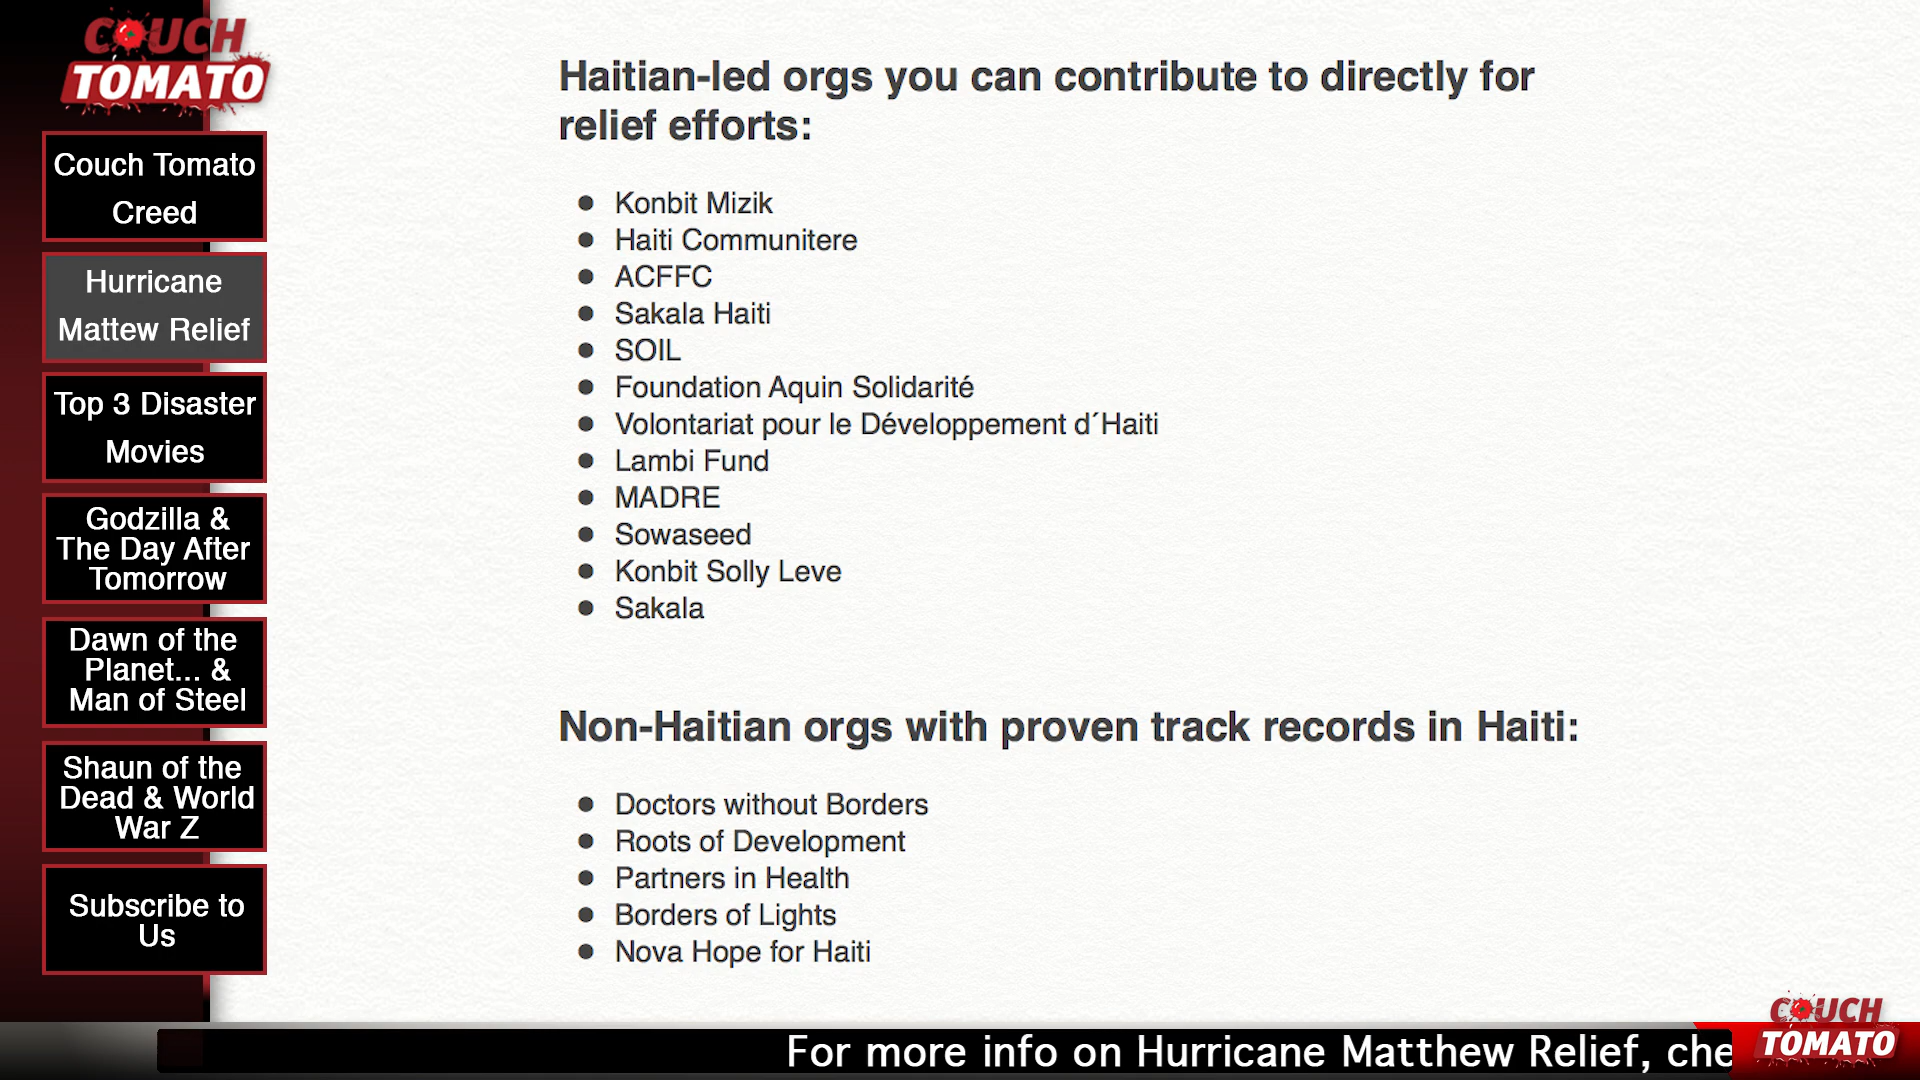 COUCH
TOMATO
Couch Tomato
Creed
Hurricane
Mattew Relief
Top 3 Disaster
Movies
Godzilla &
The Day After
Tomorrow
Dawn of the
Planet... &
Man of Steel
Shaun of the
Dead & World
War Z
Subscribe to
Us
Haitian-led orgs you can contribute to directly for
relief efforts:
● Konbit Mizik
● Haiti Communitere
● ACFFC
● Sakala Haiti
● SOIL
● Foundation Aquin Solidarité
● Volontariat pour le Développement d´Haiti
● Lambi Fund
● MADRE
● Sowaseed
● Konbit Solly Leve
● Sakala
Non-Haitian orgs with proven track records in Haiti:
● Doctors without Borders
● Roots of Development
● Partners in Health
● Borders of Lights
● Nova Hope for Haiti
For more info on Hurricane Matthew Relief, che
COUCH
TOMATO